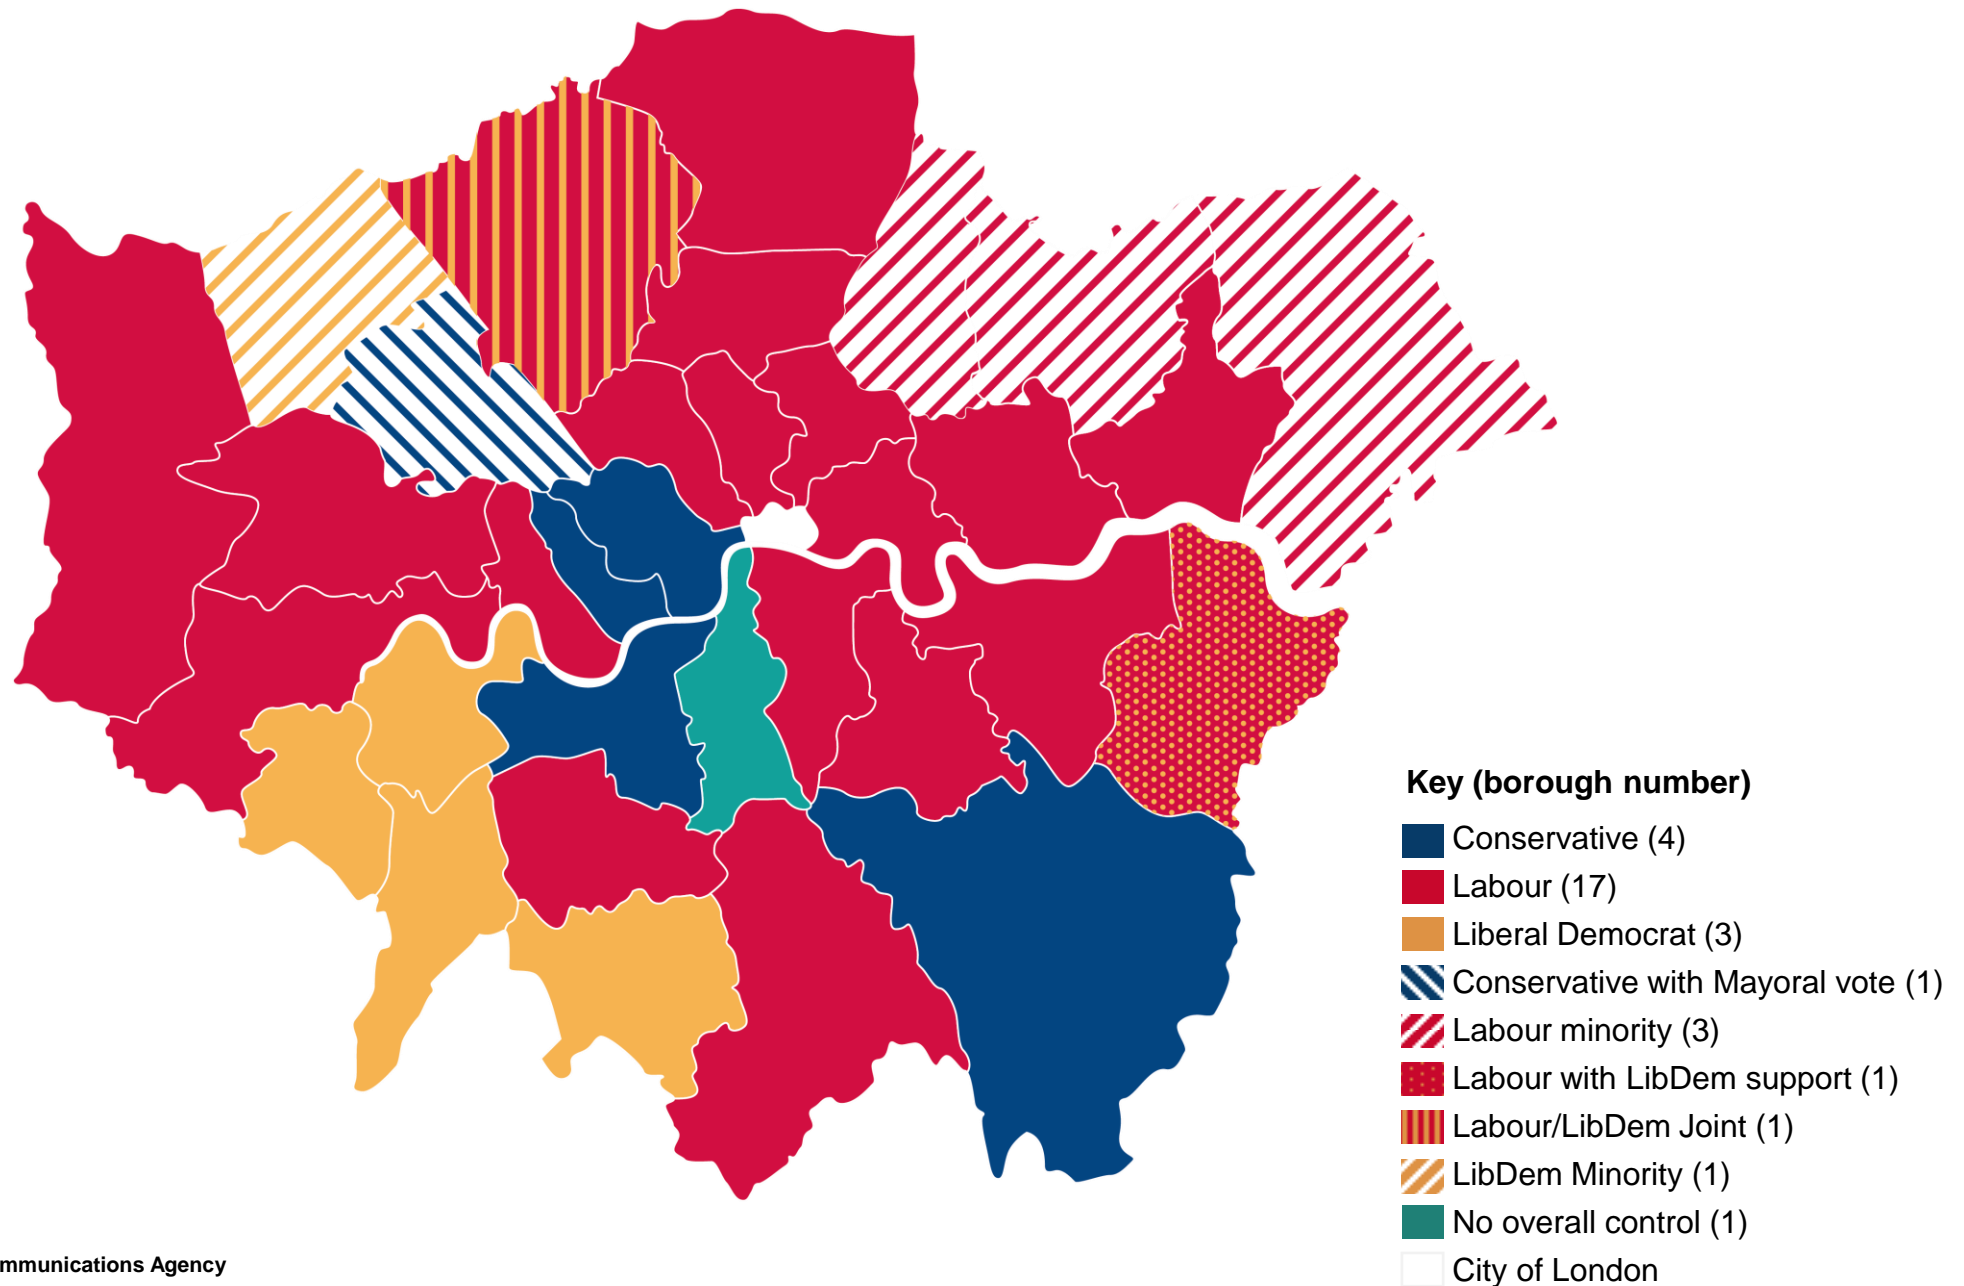 Key (borough number)
Conservative (4)
Labour (17)
Liberal Democrat (3)
Conservative with Mayoral vote (1)
Labour minority (3)
Labour with LibDem support (1)
Labour/LibDem Joint (1)
LibDem Minority (1)
No overall control (1)
City of London
mmunications Agency